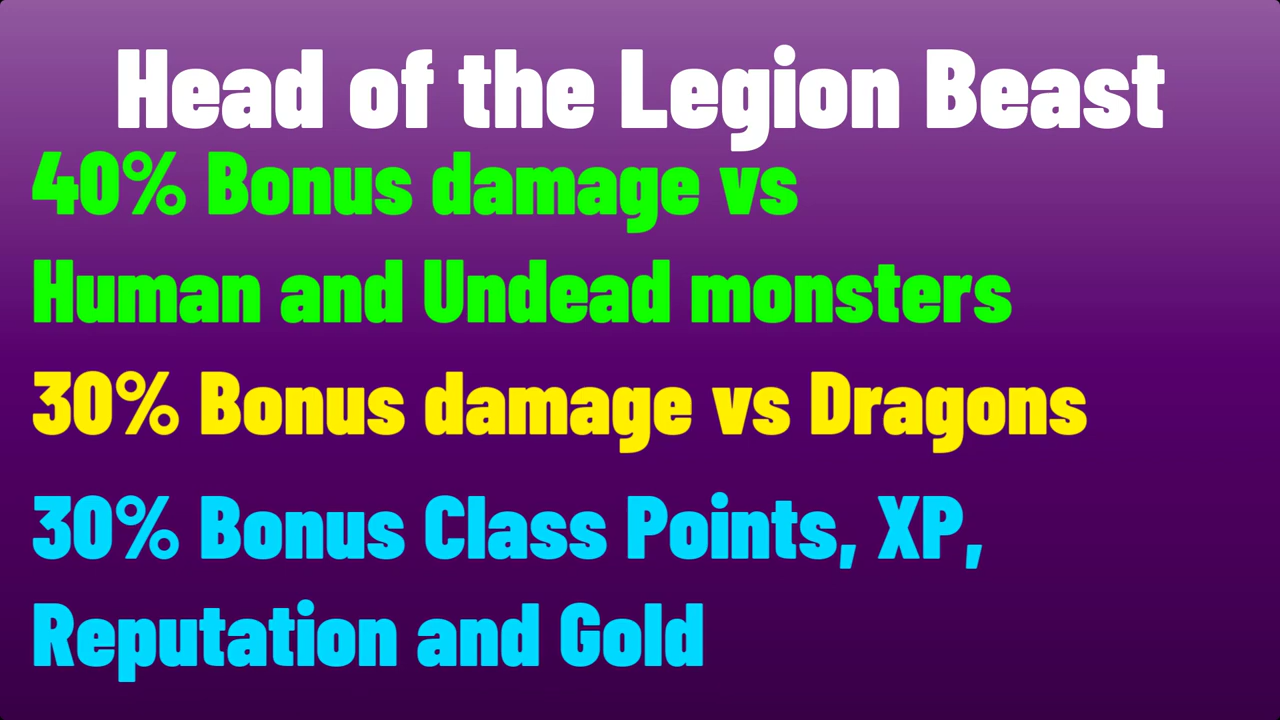 Head of the Legion Beast
40% Bonus damage vs
Human and Undead monsters
30% Bonus damage vs Dragons
30% Bonus Class Points, XP,
Reputation and Gold